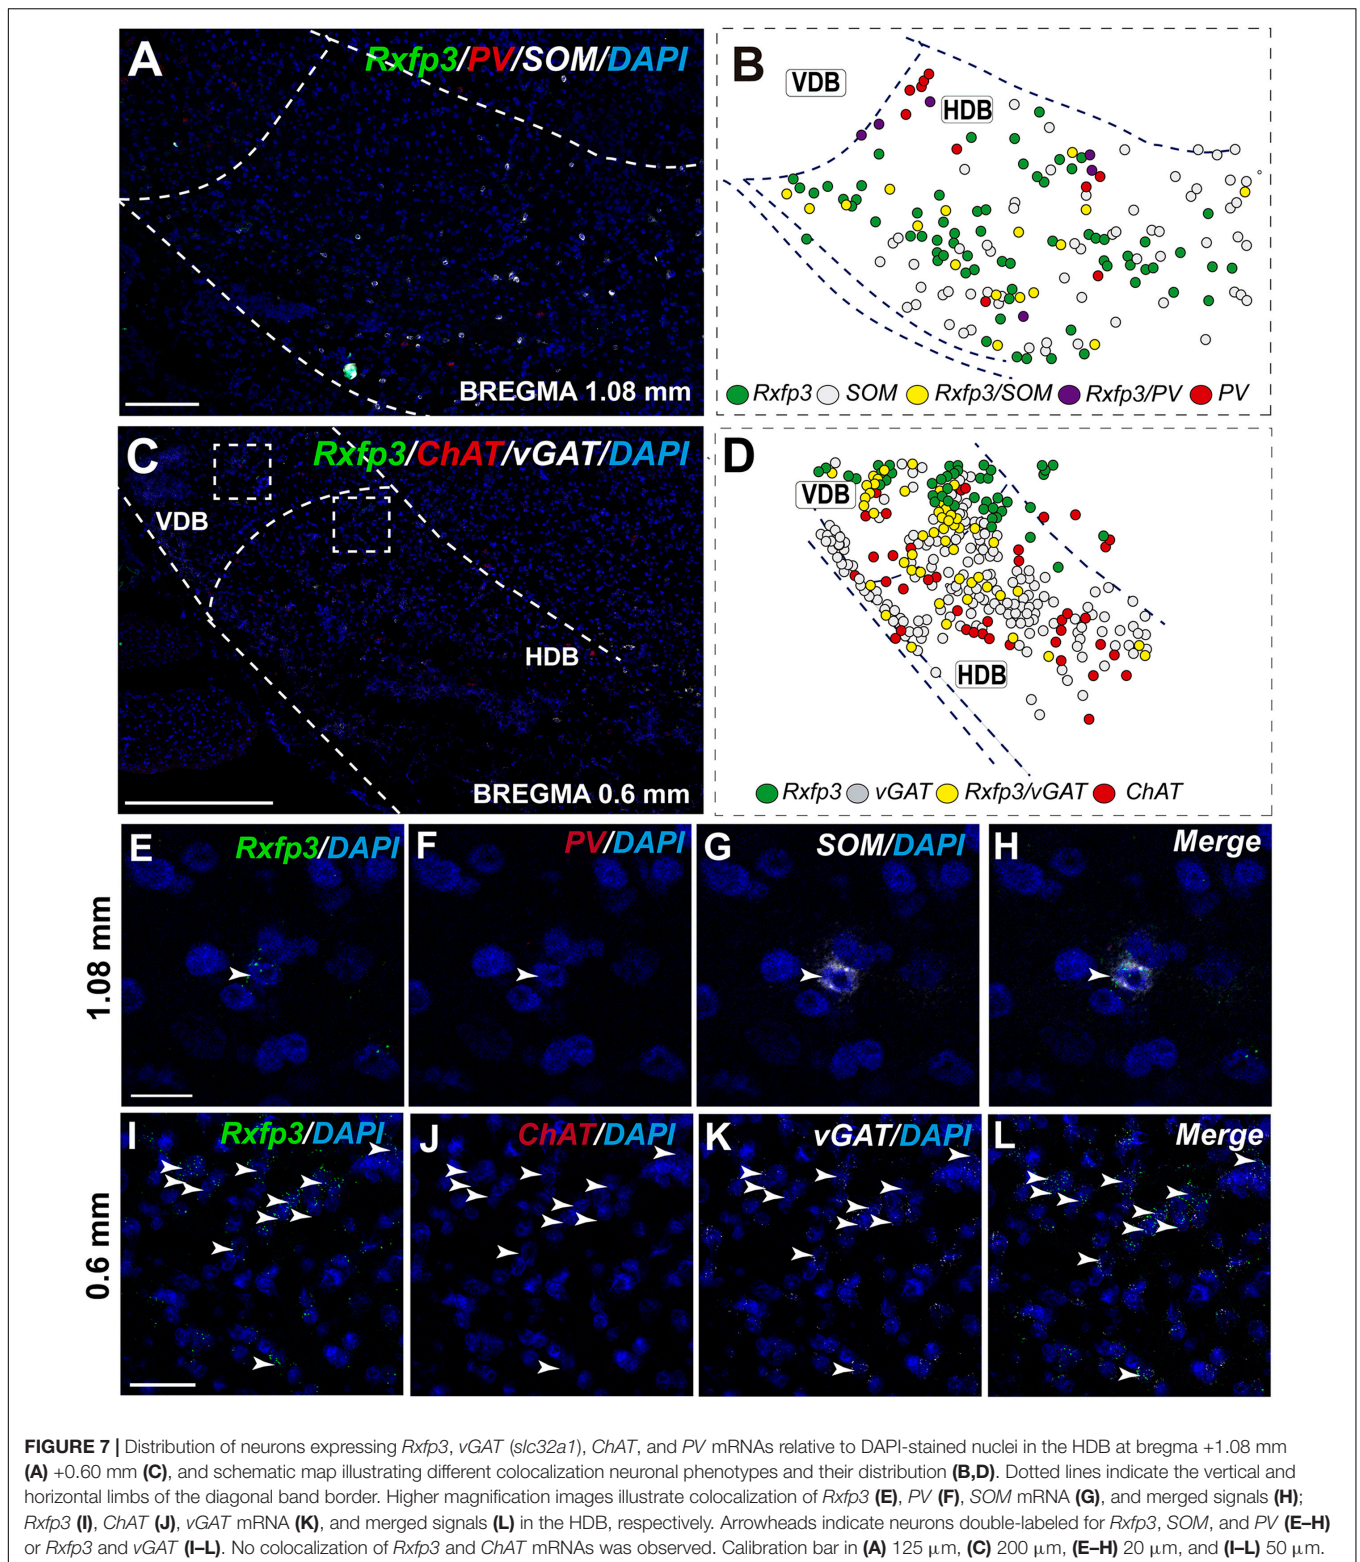 A
Rxfp3/PV/SOM/DAPI
BREGMA 1.08 mm
B
VDB
HDB
Rxfp3 SOM Rxfp3/SOM Rxfp3/PV PV
C
Rxfp3/ChAT/vGAT/DAPI
VDB
HDB
BREGMA 0.6 mm
D
VDB
HDB
Rxfp3 vGAT Rxfp3/vGAT ChAT
1.08 mm
E
Rxfp3/DAPI
F
PV/DAPI
G
SOM/DAPI
H
Merge
0.6 mm
I
Rxfp3/DAPI
J
ChAT/DAPI
K
vGAT/DAPI
L
Merge
FIGURE 7 | Distribution of neurons expressing Rxfp3, vGAT (slc32a1), ChAT, and PV mRNAs relative to DAPI-stained nuclei in the HDB at bregma +1.08 mm
(A) +0.60 mm (C), and schematic map illustrating different colocalization neuronal phenotypes and their distribution (B,D). Dotted lines indicate the vertical and
horizontal limbs of the diagonal band border. Higher magnification images illustrate colocalization of Rxfp3 (E), PV (F), SOM mRNA (G), and merged signals (H);
Rxfp3 (I), ChAT (J), vGAT mRNA (K), and merged signals (L) in the HDB, respectively. Arrowheads indicate neurons double-labeled for Rxfp3, SOM, and PV (E–H)
or Rxfp3 and vGAT (I–L). No colocalization of Rxfp3 and ChAT mRNAs was observed. Calibration bar in (A) 125 μm, (C) 200 μm, (E–H) 20 μm, and (I–L) 50 μm.